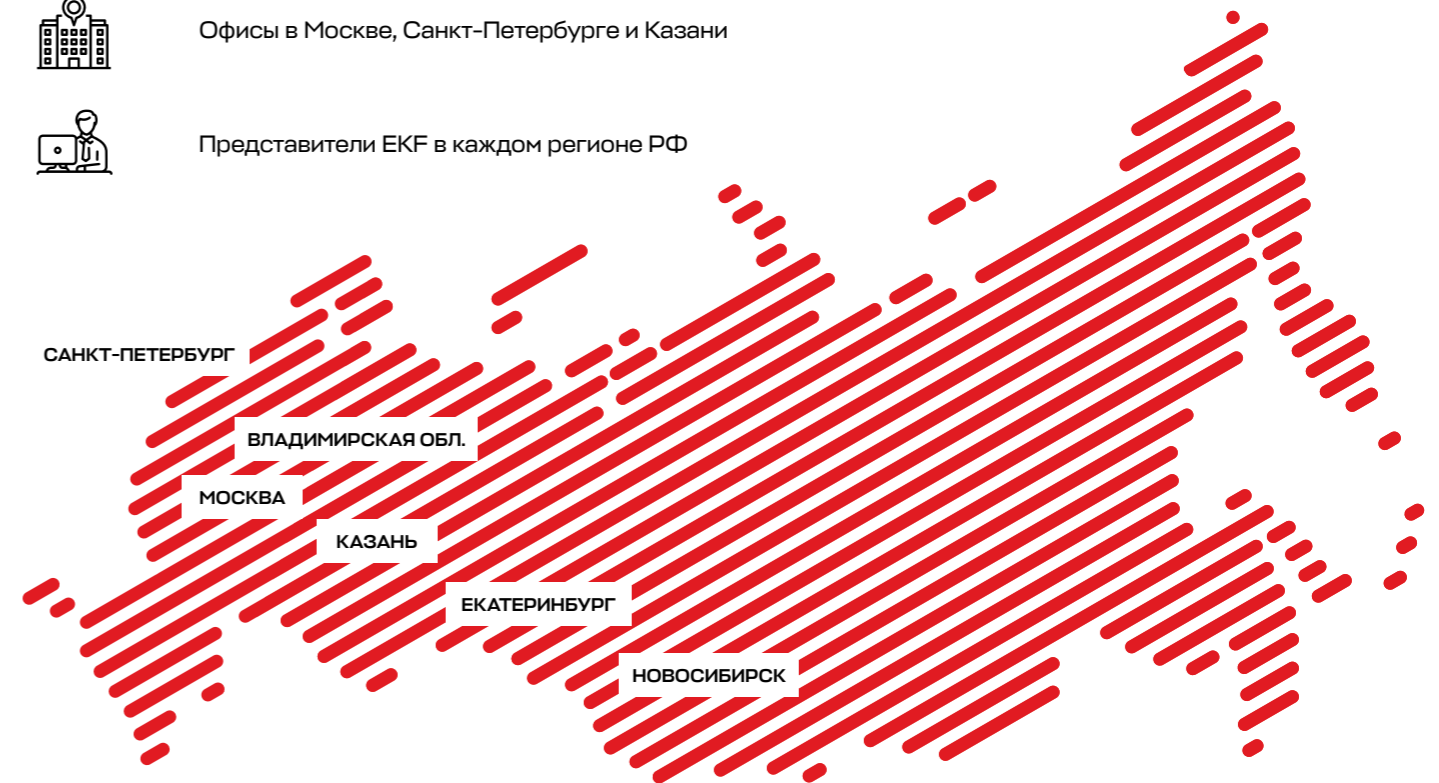 Офисы в Москве, Санкт-Петербурге и Казани
Представители EKF в каждом регионе РФ
САНКТ-ПЕТЕРБУРГ
ВЛАДИМИРСКАЯ ОБЛ.
МОСКВА
КАЗАНЬ
ЕКАТЕРИНБУРГ
НОВОСИБИРСК